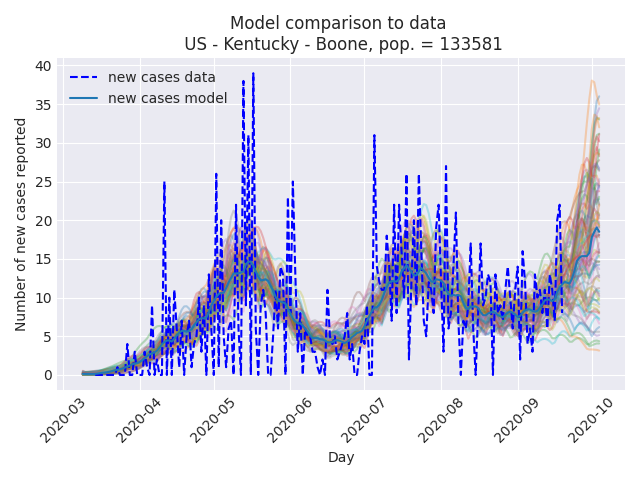 Model comparison to data
US - Kentucky - Boone, pop. = 133581
new cases data
new cases model
Number of new cases reported
40
35
30
25
20
15
10
5
0
2020-03
2020-04
2020-05
2020-06
2020-07
2020-08
2020-09
2020-10
Day